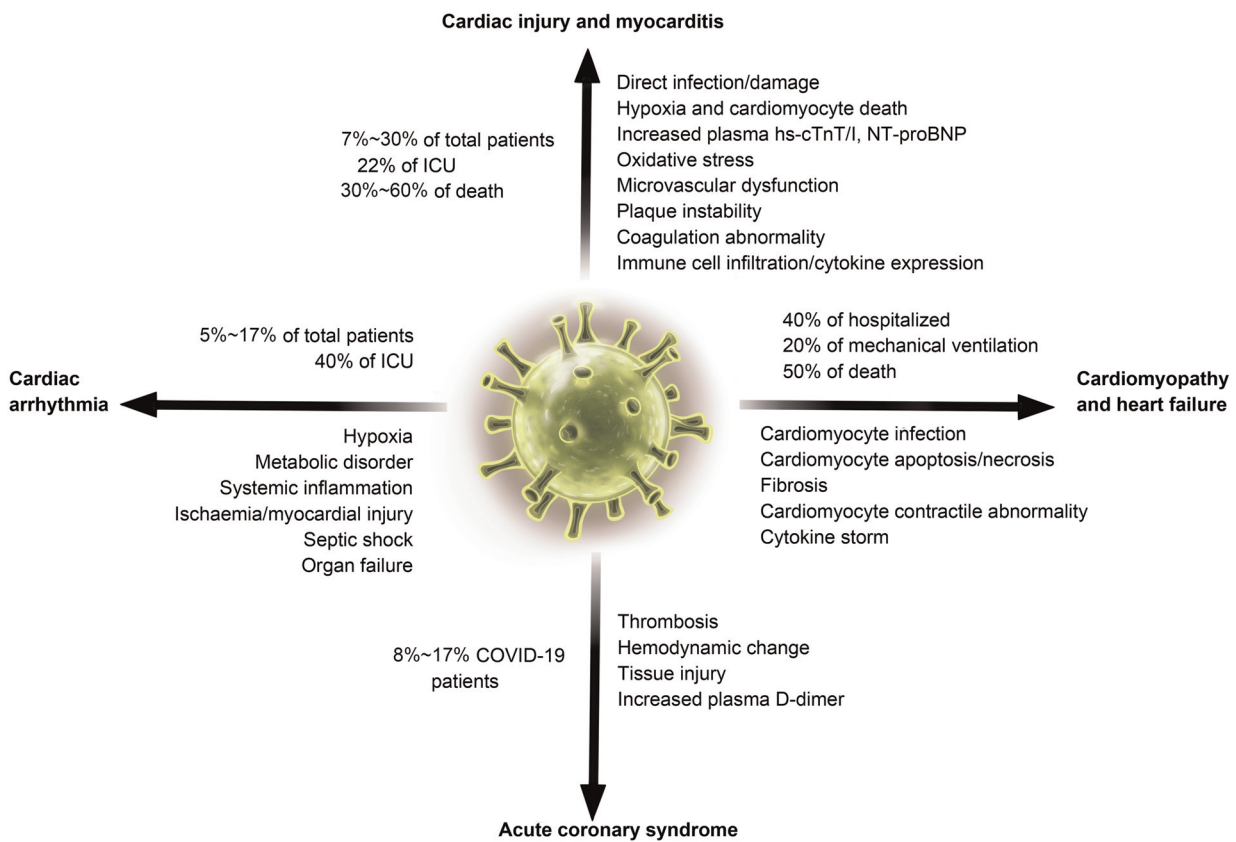 Cardiac injury and myocarditis
7%~30% of total patients
22% of ICU
30%~60% of death
Direct infection/damage
Hypoxia and cardiomyocyte death
Increased plasma hs-cTnT/I, NT-proBNP
Oxidative stress
Microvascular dysfunction
Plaque instability
Coagulation abnormality
Immune cell infiltration/cytokine expression
5%~17% of total patients
40% of ICU
Cardiac
arrhythmia
Hypoxia
Metabolic disorder
Systemic inflammation
Ischaemia/myocardial injury
Septic shock
Organ failure
40% of hospitalized
20% of mechanical ventilation
50% of death
Cardiomyopathy
and heart failure
Cardiomyocyte infection
Cardiomyocyte apoptosis/necrosis
Fibrosis
Cardiomyocyte contractile abnormality
Cytokine storm
8%~17% COVID-19
patients
Thrombosis
Hemodynamic change
Tissue injury
Increased plasma D-dimer
Acute coronary syndrome